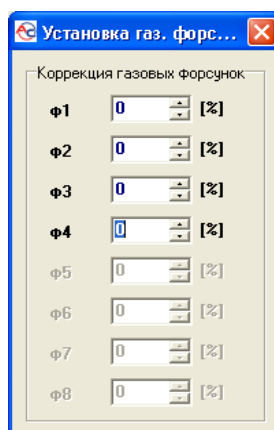 Установка газ. форс...
Коррекция газовых форсунок
ф1 0 [%]
ф2 0 [%]
ф3 0 [%]
ф4 0 [%]
ф5 0 [%]
ф6 0 [%]
ф7 0 [%]
ф8 0 [%]